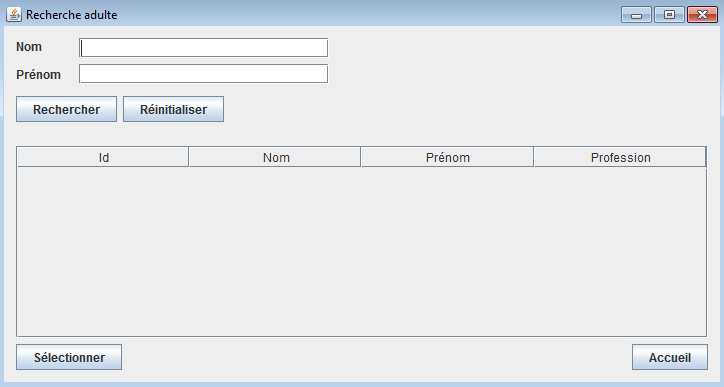 Recherche adulte
Nom
Prénom
Rechercher Réinitialiser
Id Nom Prénom Profession
Sélectionner Accueil